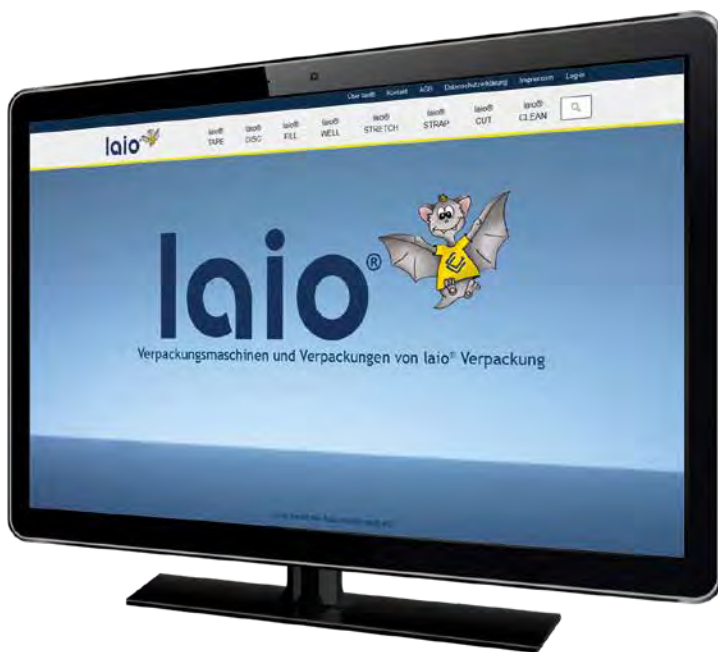 Über laio® Kontakt AGB Datenschutzerklärung Impressum Log-in
laio
laio® TAPE
laio® DISC
laio® FILL
laio® WELL
laio® STRETCH
laio® STRAP
laio® CUT
laio® CLEAN
laio®
Verpackungsmaschinen und Verpackungen von laio® Verpackung